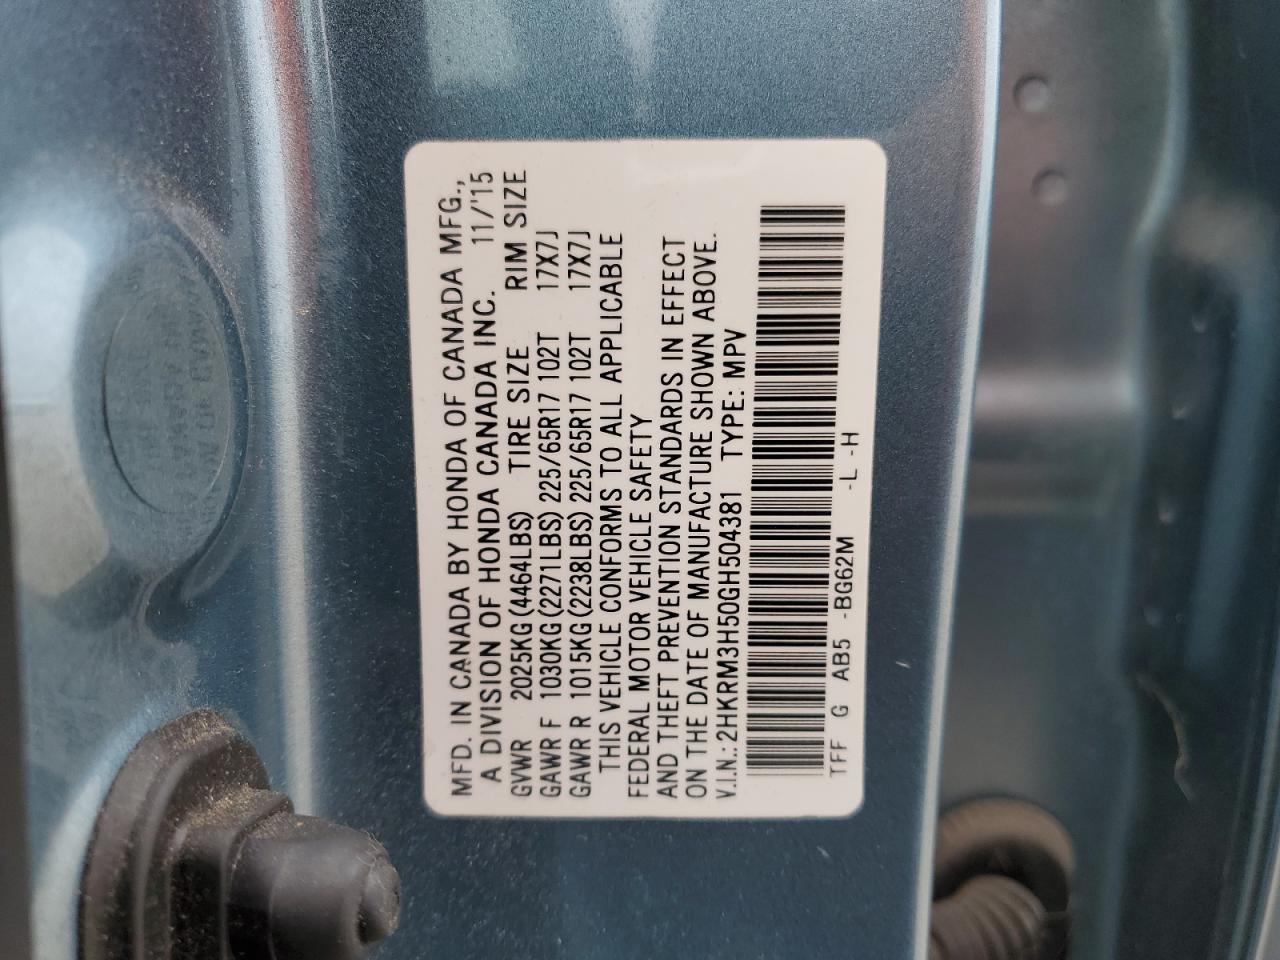 MFD. IN CANADA BY HONDA OF CANADA MFG.,
A DIVISION OF HONDA CANADA INC. 11/'15
GVWR 2025KG(4464LBS) TIRE SIZE RIM SIZE
GAWR F 1030KG(2271LBS) 225/65R17 102T 17X7J
GAWR R 1015KG(2238LBS) 225/65R17 102T 17X7J
THIS VEHICLE CONFORMS TO ALL APPLICABLE
FEDERAL MOTOR VEHICLE SAFETY
AND THEFT PREVENTION STANDARDS IN EFFECT
ON THE DATE OF MANUFACTURE SHOWN ABOVE.
V.I.N.: 2HKRM3H50GH504381 TYPE: MPV
TFF G AB5 -BG62M -L -H